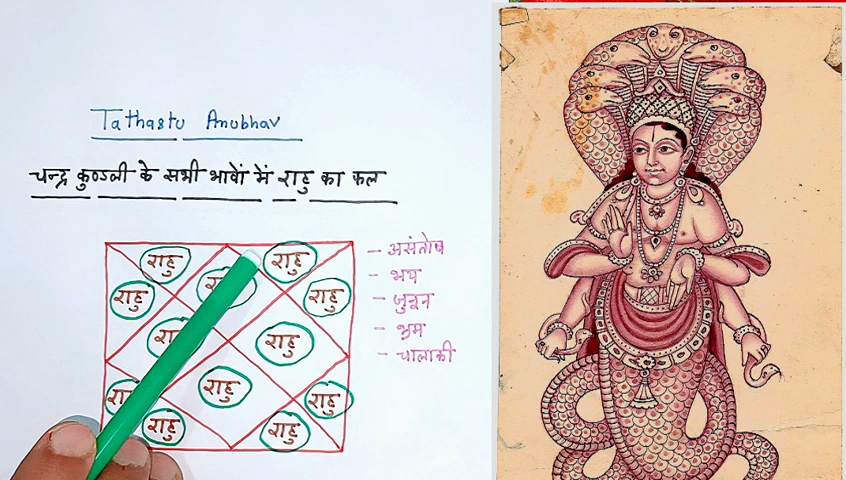 Tathastu Anubhav
चन्द्र कुण्डली के सभी भावों में राहु का फल
राहु
राहु
राहु
राहु
राहु
राहु
राहु
राहु
राहु
राहु
राहु
राहु
- असंतोष
- भय
- जुनून
- भ्रम
- चालाकी